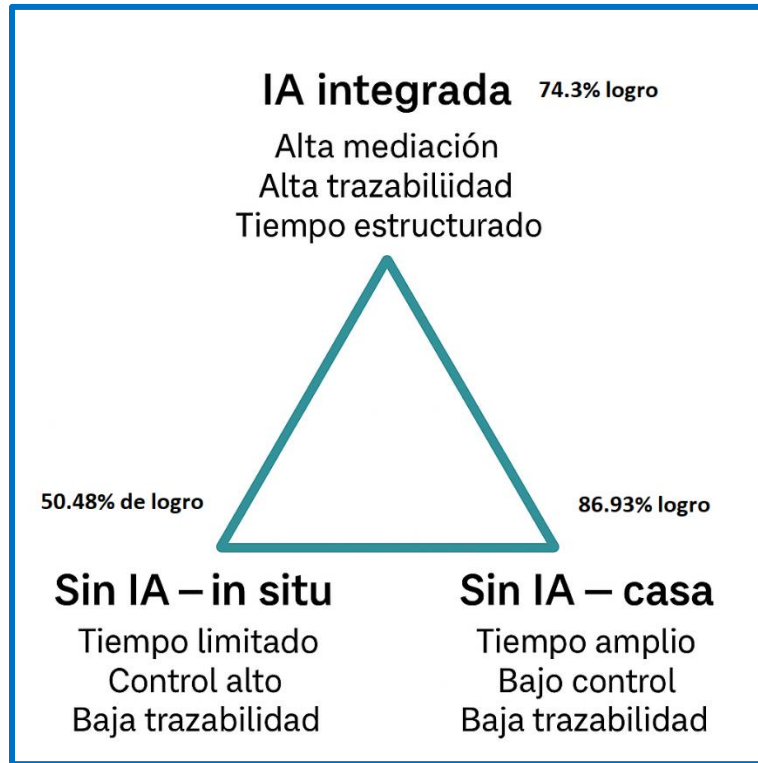 IA integrada 74.3% logro
Alta mediación
Alta trazabiliidad
Tiempo estructurado
50.48% de logro
86.93% logro
Sin IA – in situ
Tiempo limitado
Control alto
Baja trazabilidad
Sin IA – casa
Tiempo amplio
Bajo control
Baja trazabilidad